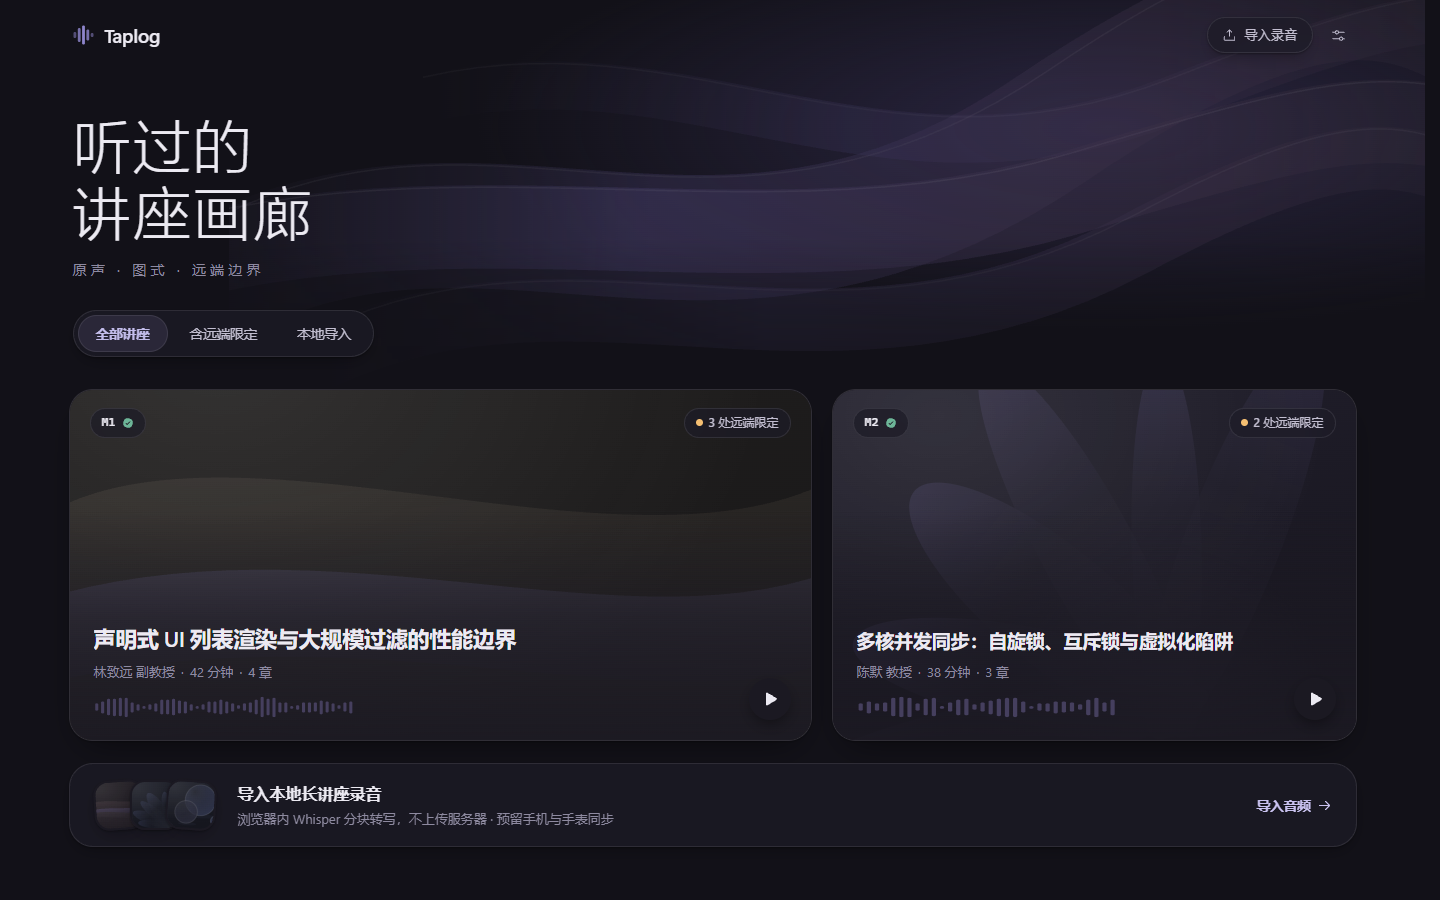 Taplog
导入录音
听过的
讲座画廊
原声 · 图式 · 远端边界
全部讲座
含远端限定
本地导入
M1
3 处远端限定
声明式 UI 列表渲染与大规模过滤的性能边界
林致远 副教授 · 42 分钟 · 4 章
M2
2 处远端限定
多核并发同步：自旋锁、互斥锁与虚拟化陷阱
陈默 教授 · 38 分钟 · 3 章
导入本地长讲座录音
浏览器内 Whisper 分块转写，不上传服务器 · 预留手机与手表同步
导入音频 →